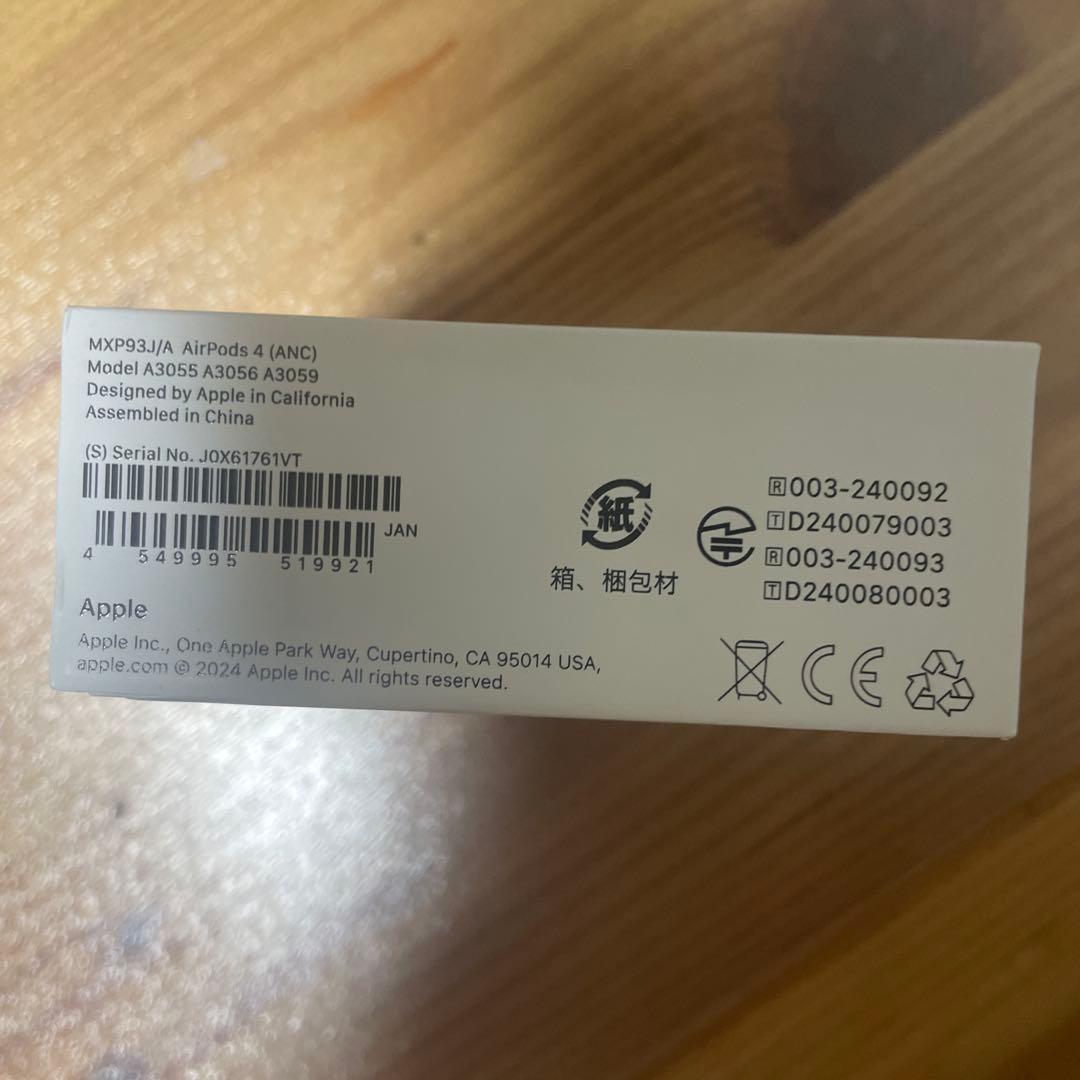 MXP93J/A AirPods 4 (ANC)
Model A3055 A3056 A3059
Designed by Apple in California
Assembled in China
(S) Serial No. J0X61761VT
JAN
4 549995 519921
Apple
Apple Inc., One Apple Park Way, Cupertino, CA 95014 USA,
apple.com © 2024 Apple Inc. All rights reserved.
紙
箱、梱包材
🅁003-240092
🅃D240079003
🅁003-240093
🅃D240080003
CE